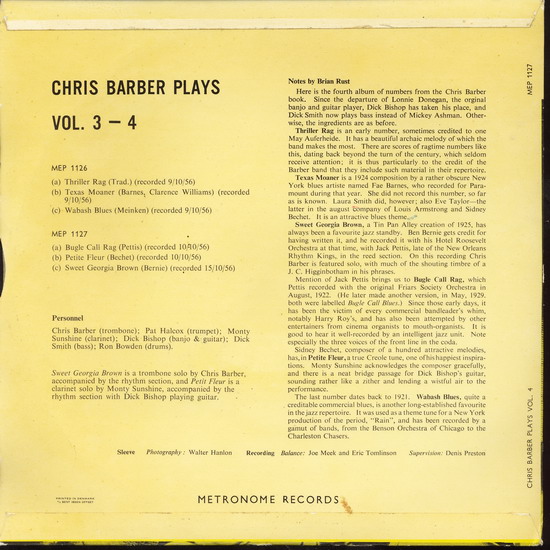 CHRIS BARBER PLAYS
VOL. 3 – 4
MEP 1126
(a) Thriller Rag (Trad.) (recorded 9/10/56)
(b) Texas Moaner (Barnes, Clarence Williams) (recorded
9/10/56)
(c) Wabash Blues (Meinken) (recorded 9/10/56)
MEP 1127
(a) Bugle Call Rag (Pettis) (recorded 10/10/56)
(b) Petite Fleur (Bechet) (recorded 10/10/56)
(c) Sweet Georgia Brown (Bernie) (recorded 15/10/56)
Personnel
Chris Barber (trombone); Pat Halcox (trumpet); Monty
Sunshine (clarinet); Dick Bishop (banjo & guitar); Dick
Smith (bass); Ron Bowden (drums).
Sweet Georgia Brown is a trombone solo by Chris Barber,
accompanied by the rhythm section, and Petit Fleur is a
clarinet solo by Monty Sunshine, accompanied by the
rhythm section with Dick Bishop playing guitar.
Notes by Brian Rust
Here is the fourth album of numbers from the Chris Barber
book. Since the departure of Lonnie Donegan, the orginal
banjo and guitar player, Dick Bishop has taken his place, and
Dick Smith now plays bass instead of Mickey Ashman. Other-
wise, the ingredients are as before.
Thriller Rag is an early number, sometimes credited to one
May Auferheide. It has a beautiful archaic melody of which the
band makes the most. There are scores of ragtime numbers like
this, dating back beyond the turn of the century, which seldom
receive attention; it is thus particularly to the credit of the
Barber band that they include such material in their repertoire.
Texas Moaner is a 1924 composition by a rather obscure New
York blues artiste named Fae Barnes, who recorded for Para-
mount during that year. She did not record this number, so far
as is known. Laura Smith did, however; also Eve Taylor—the
latter in the august company of Louis Armstrong and Sidney
Bechet. It is an attractive blues theme.
Sweet Georgia Brown, a Tin Pan Alley creation of 1925, has
always been a favourite jazz standby. Ben Bernie gets credit for
having written it, and he recorded it with his Hotel Roosevelt
Orchestra at that time, with Jack Pettis, late of the New Orleans
Rhythm Kings, in the reed section. On this recording Chris
Barber is featured solo, with much of the shouting timbre of a
J. C. Higginbotham in his phrases.
Mention of Jack Pettis brings us to Bugle Call Rag, which
Pettis recorded with the original Friars Society Orchestra in
August, 1922. (He later made another version, in May, 1929.
both were labelled Bugle Call Blues.) Since those early days, it
has been the victim of every commercial bandleader's whim,
notably Harry Roy's, and has also been attempted by other
entertainers from cinema organists to mouth-organists. It is
good to hear it well-recorded by an intelligent jazz unit. Note
especially the three voices of the front line in the coda.
Sidney Bechet, composer of a hundred attractive melodies,
has, in Petite Fleur, a true Creole tune, one of his happiest inspira-
tions. Monty Sunshine acknowledges the composer gracefully,
and there is a neat bridge passage for Dick Bishop's guitar,
sounding rather like a zither and lending a wistful air to the
performance.
The last number dates back to 1921. Wabash Blues, quite a
creditable commercial blues, is another long-established favourite
in the jazz repertoire. It was used as a theme tune for a New York
production of the period, "Rain", and has been recorded by a
gamut of bands, from the Benson Orchestra of Chicago to the
Charleston Chasers.
Sleeve Photography: Walter Hanlon Recording Balance: Joe Meek and Eric Tomlinson Supervision: Denis Preston
PRINTED IN DENMARK
METRONOME RECORDS
MEP 1127
CHRIS BARBER PLAYS VOL. 4